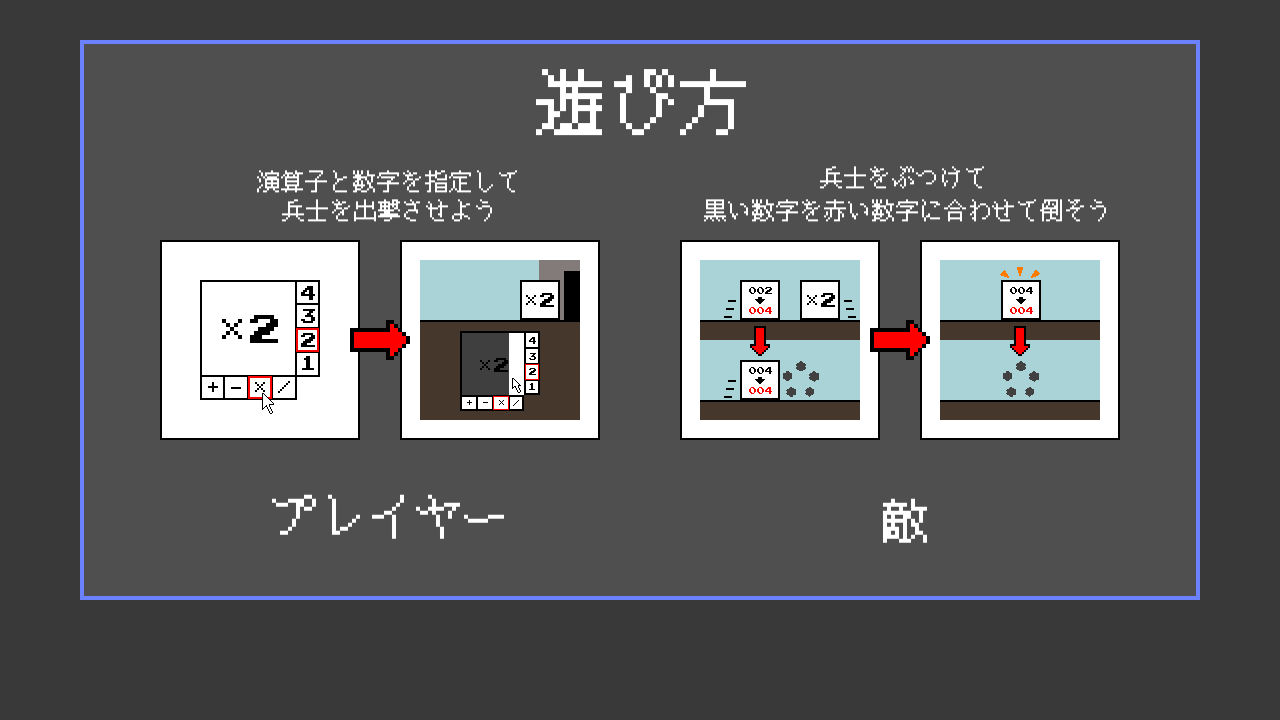 遊び方
演算子と数字を指定して
兵士を出撃させよう
兵士をぶつけて
黒い数字を赤い数字に合わせて倒そう
×2
4
3
2
1
+ - × /
×2
×2
4
3
2
1
+ - × /
002
004
×2
004
004
004
004
プレイヤー
敵